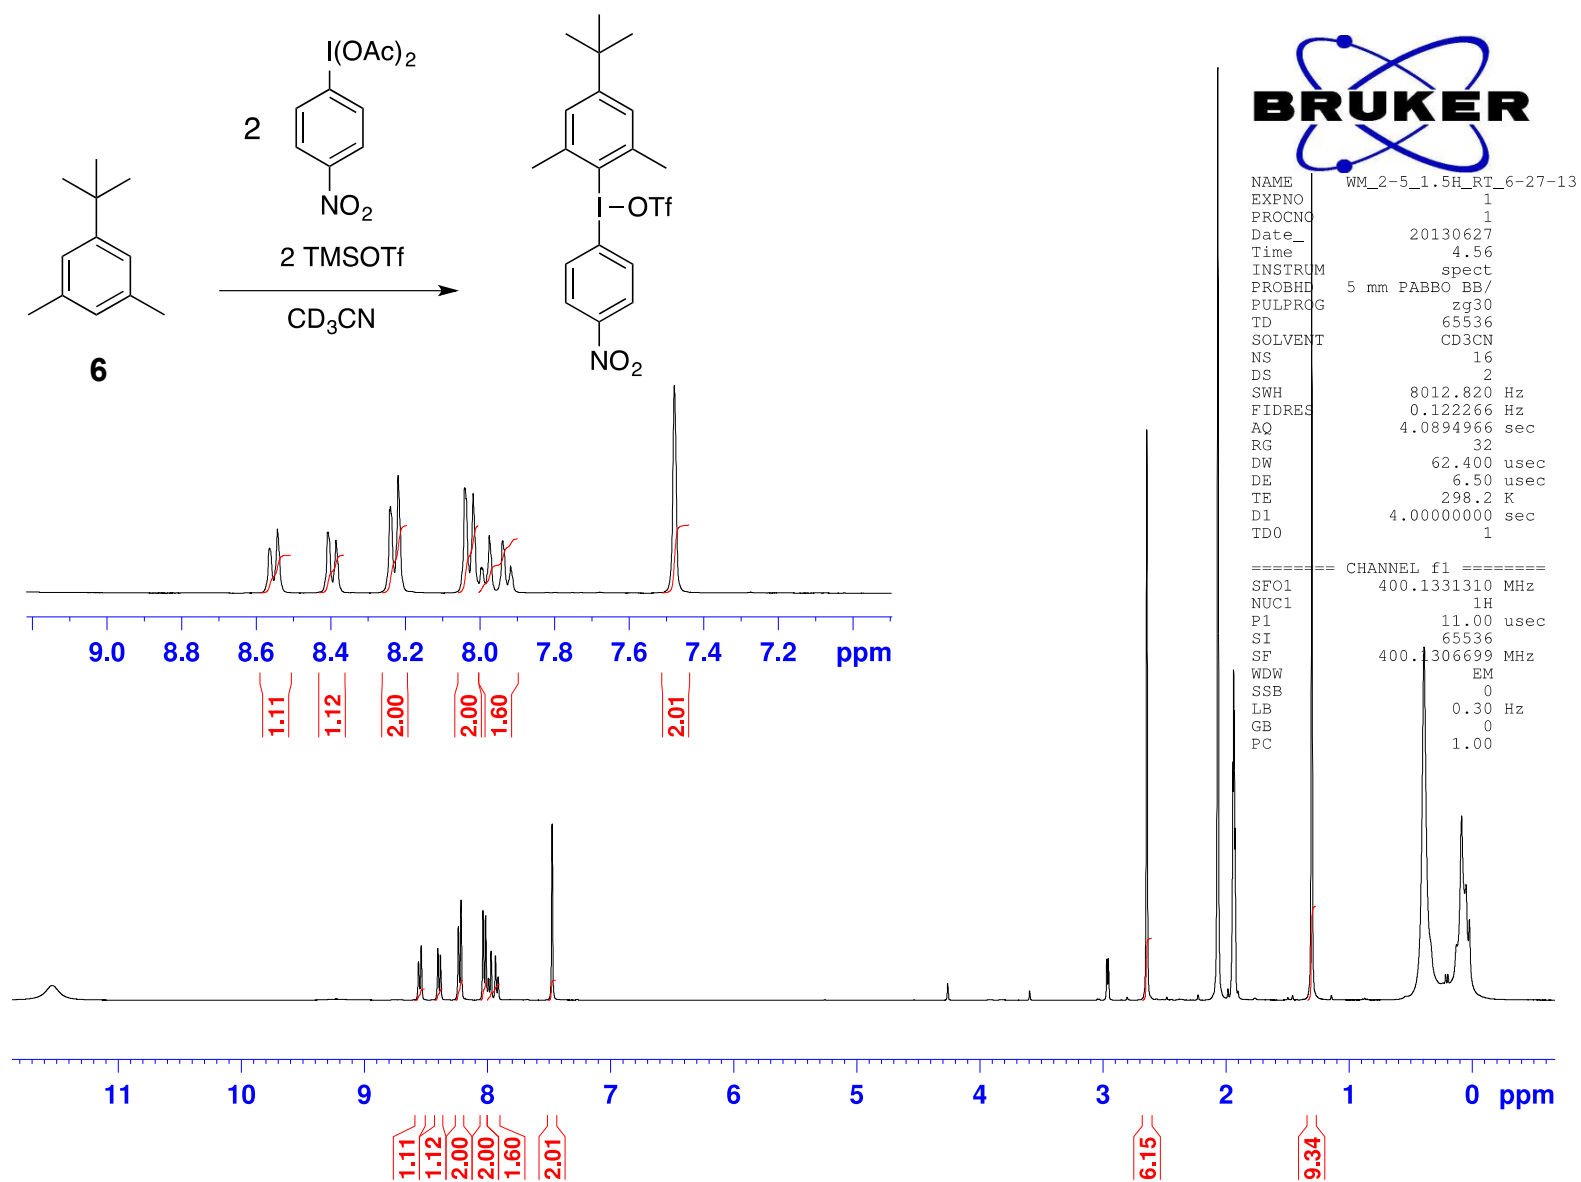 I(OAc)2
2
NO2
2 TMSOTf
CD3CN
6
I–OTf
NO2
BRUKER
NAME WM_2-5_1.5H_RT_6-27-13
EXPNO 1
PROCNO 1
Date_ 20130627
Time 4.56
INSTRUM spect
PROBHD 5 mm PABBO BB/
PULPROG zg30
TD 65536
SOLVENT CD3CN
NS 16
DS 2
SWH 8012.820 Hz
FIDRES 0.122266 Hz
AQ 4.0894966 sec
RG 32
DW 62.400 usec
DE 6.50 usec
TE 298.2 K
D1 4.00000000 sec
TD0 1
======== CHANNEL f1 ========
SFO1 400.1331310 MHz
NUC1 1H
P1 11.00 usec
SI 65536
SF 400.1306699 MHz
WDW EM
SSB 0
LB 0.30 Hz
GB 0
PC 1.00
9.0 8.8 8.6 8.4 8.2 8.0 7.8 7.6 7.4 7.2 ppm
1.11 1.12 2.00 2.00 1.60 2.01
11 10 9 8 7 6 5 4 3 2 1 0 ppm
1.11 1.12 2.00 2.00 1.60 2.01 6.15 9.34